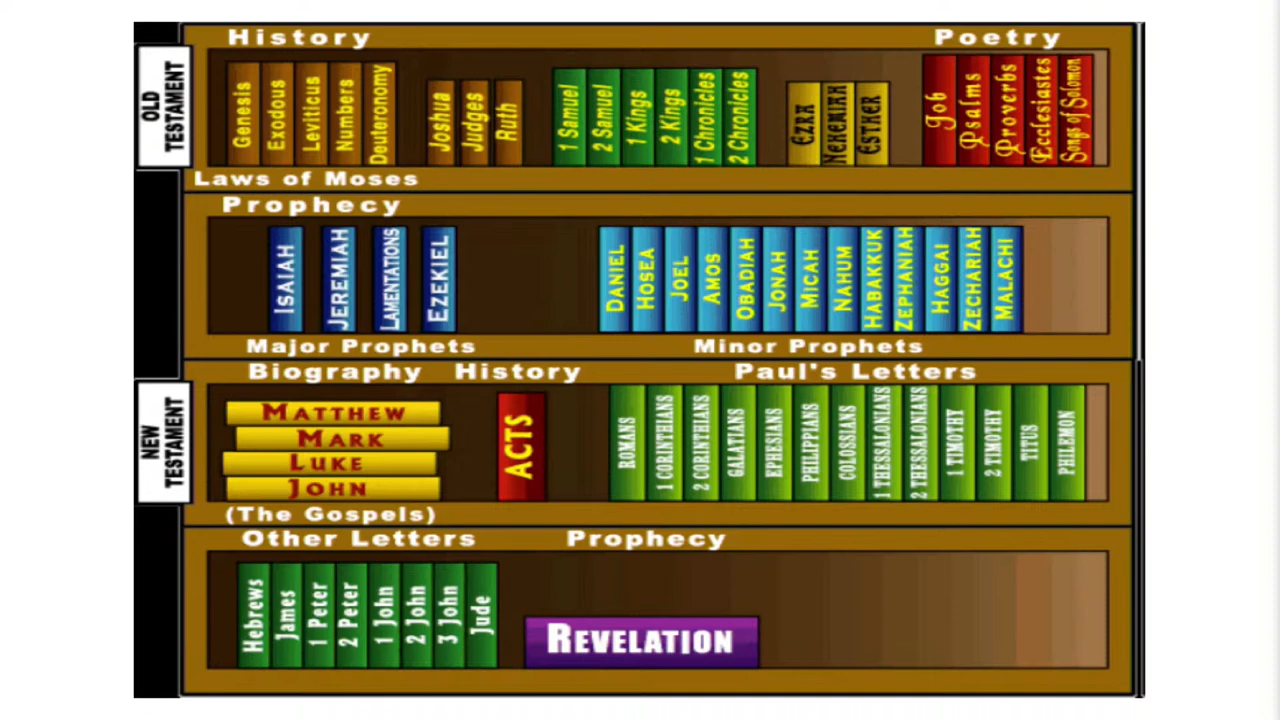 History
Poetry
OLD TESTAMENT
Genesis
Exodous
Leviticus
Numbers
Deuteronomy
Joshua
Judges
Ruth
1 Samuel
2 Samuel
1 Kings
2 Kings
1 Chronicles
2 Chronicles
EZRA
NEHEMIAH
ESTHER
Job
Psalms
Proverbs
Ecclesiastes
Songs of Solomon
Laws of Moses
Prophecy
ISAIAH
JEREMIAH
LAMENTATIONS
EZEKIEL
DANIEL
HOSEA
JOEL
AMOS
OBADIAH
JONAH
MICAH
NAHUM
HABAKKUK
ZEPHANIAH
HAGGAI
ZECHARIAH
MALACHI
Major Prophets
Minor Prophets
Biography
History
Paul's Letters
NEW TESTAMENT
MATTHEW
MARK
LUKE
JOHN
ACTS
ROMANS
1 CORINTHIANS
2 CORINTHIANS
GALATIANS
EPHESIANS
PHILIPPIANS
COLOSSIANS
1 THESSALONIANS
2 THESSALONIANS
1 TIMOTHY
2 TIMOTHY
TITUS
PHILEMON
(The Gospels)
Other Letters
Prophecy
Hebrews
James
1 Peter
2 Peter
1 John
2 John
3 John
Jude
REVELATION